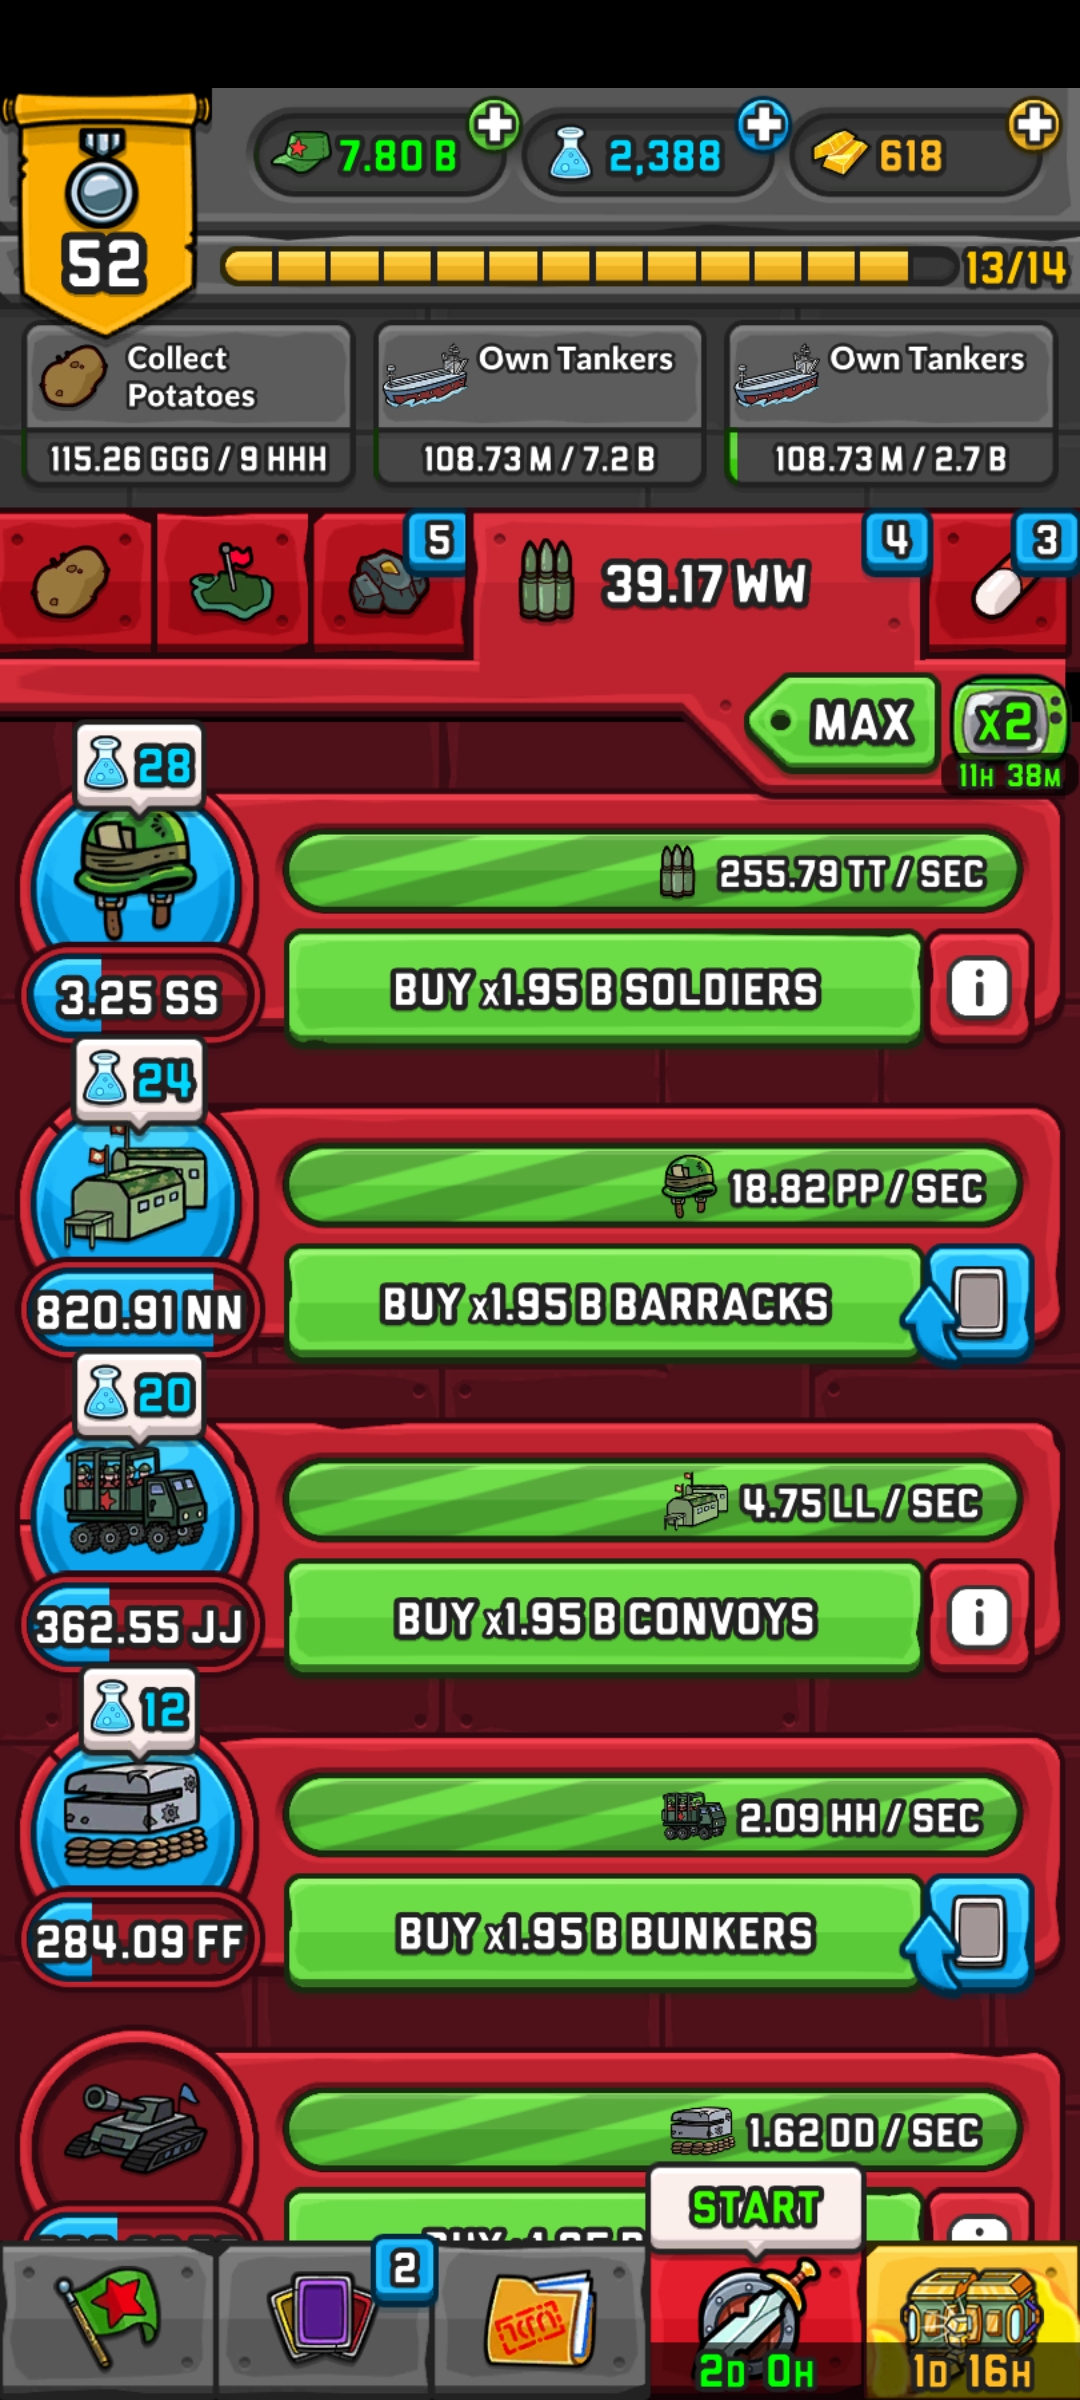 7.80 B
2,388
618
52
13/14
Collect
Potatoes
115.26 GGG / 9 HHH
Own Tankers
108.73 M / 7.2 B
Own Tankers
108.73 M / 2.7 B
5
39.17 WW
4
3
MAX
x2
11H 38M
28
255.79 TT / SEC
3.25 SS
BUY x1.95 B SOLDIERS
i
24
18.82 PP / SEC
820.91 NN
BUY x1.95 B BARRACKS
20
4.75 LL / SEC
362.55 JJ
BUY x1.95 B CONVOYS
i
12
2.09 HH / SEC
284.09 FF
BUY x1.95 B BUNKERS
1.62 DD / SEC
START
BUY x1.95 B
2
2D 0H
1D 16H